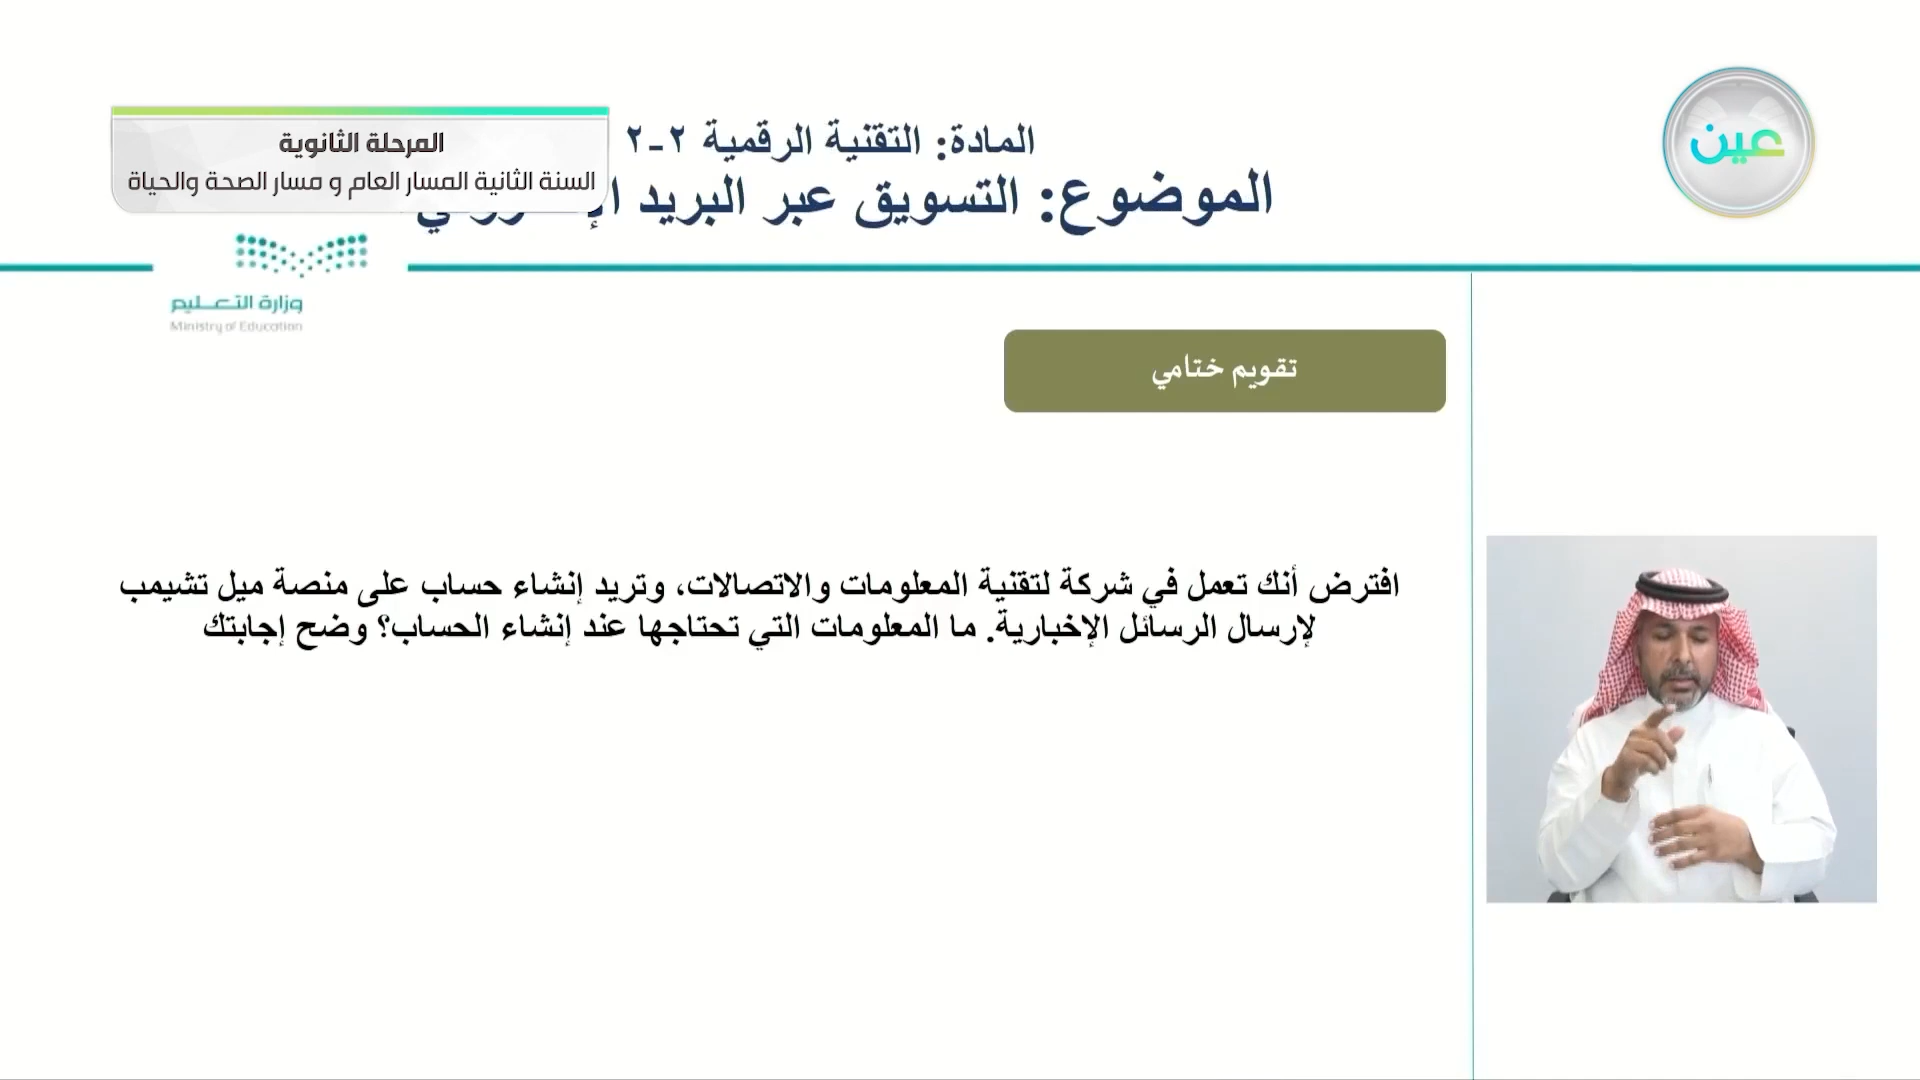 عين
المرحلة الثانوية
السنة الثانية المسار العام و مسار الصحة والحياة
المادة: التقنية الرقمية ٢-٢
الموضوع: التسويق عبر البريد
وزارة التعـــليم
Ministry of Education
تقويم ختامي
افترض أنك تعمل في شركة لتقنية المعلومات والاتصالات، وتريد إنشاء حساب على منصة ميل تشيمب
لإرسال الرسائل الإخبارية. ما المعلومات التي تحتاجها عند إنشاء الحساب؟ وضح إجابتك